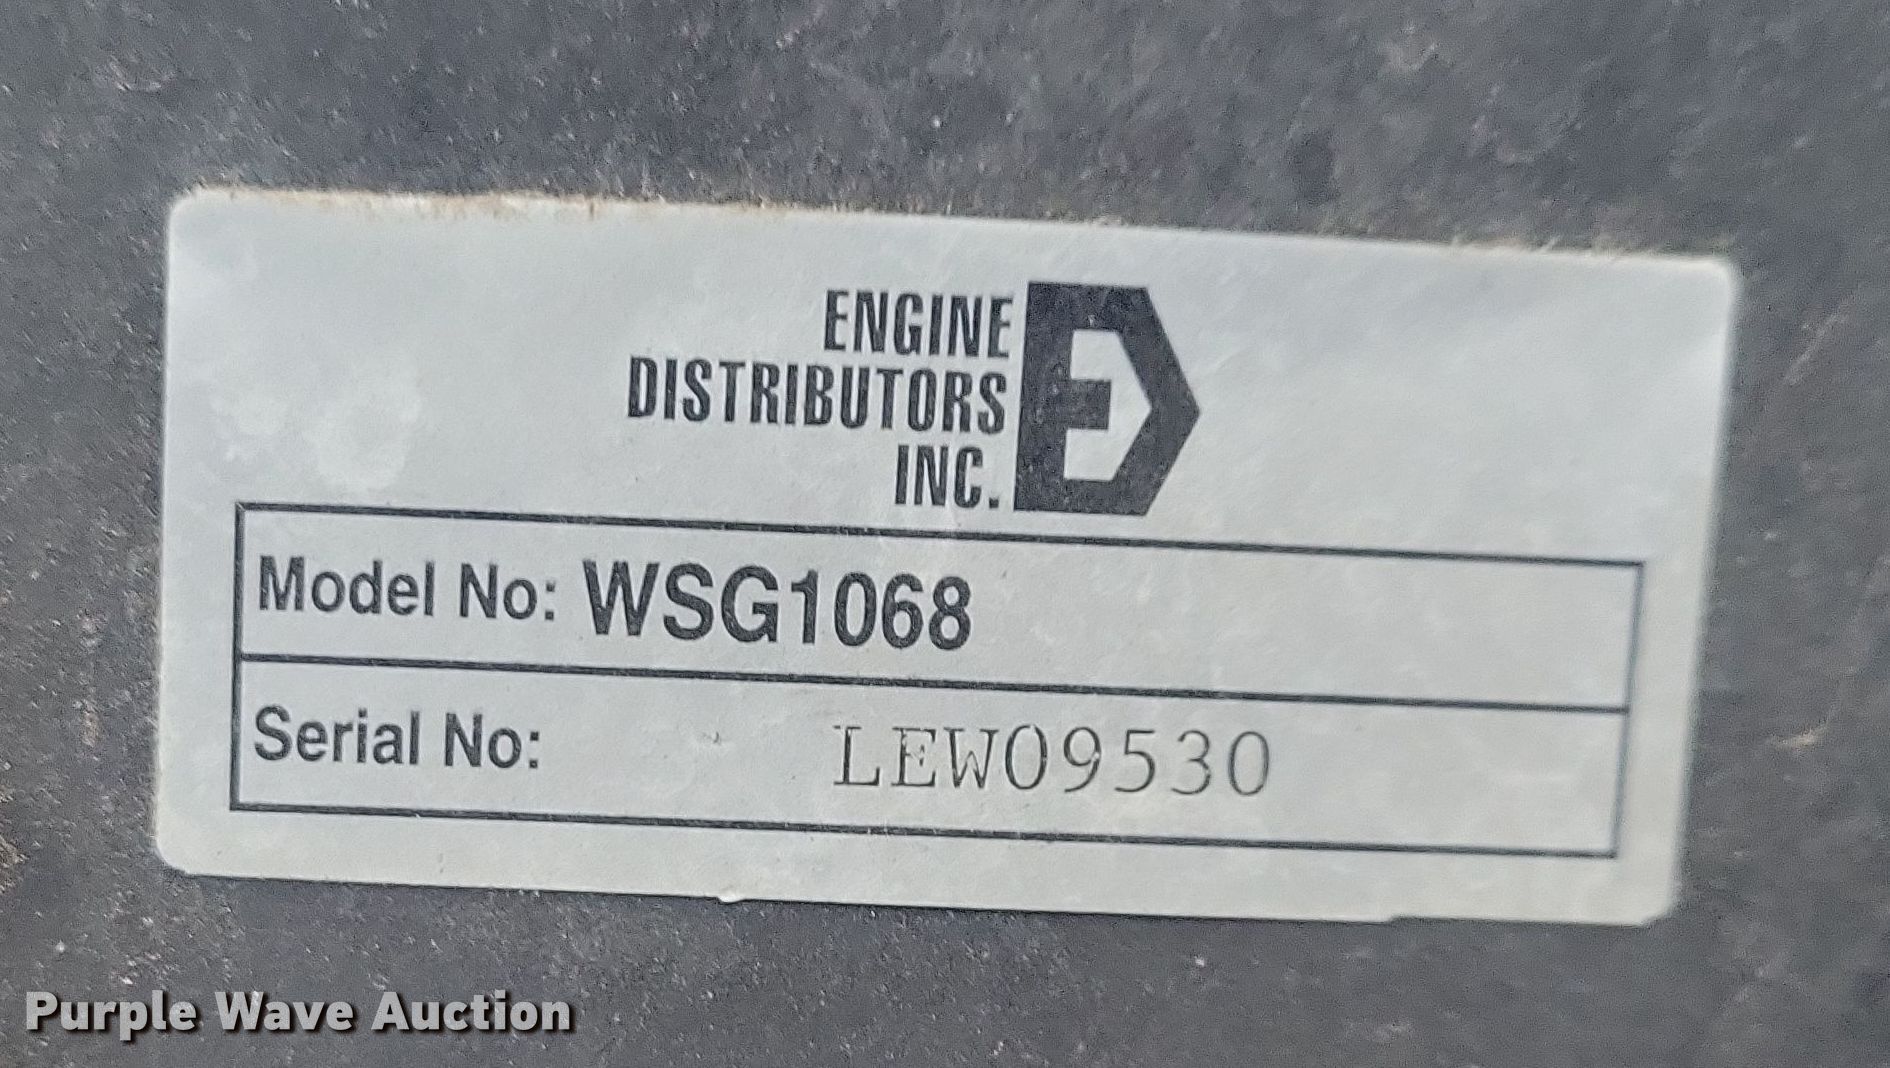 ENGINE
DISTRIBUTORS
INC.
Model No: WSG1068
Serial No: LEW09530
Purple Wave Auction